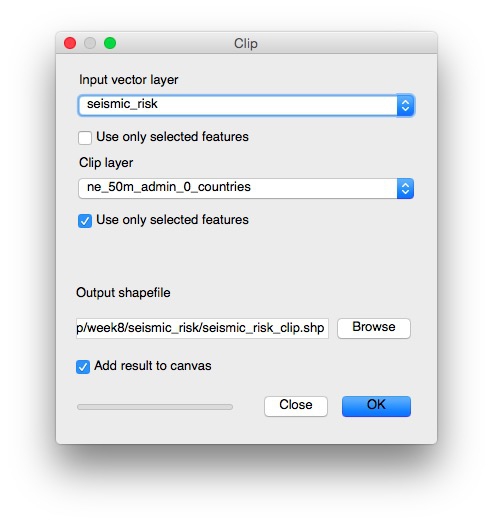 Clip
Input vector layer
seismic_risk
Use only selected features
Clip layer
ne_50m_admin_0_countries
Use only selected features
Output shapefile
p/week8/seismic_risk/seismic_risk_clip.shp Browse
Add result to canvas
Close OK